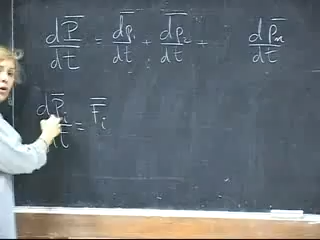 dP̅/dt = dp̅₁/dt + dp̅₂/dt + dp̅ₙ/dt
dp̅ᵢ/dt = F̅ᵢ